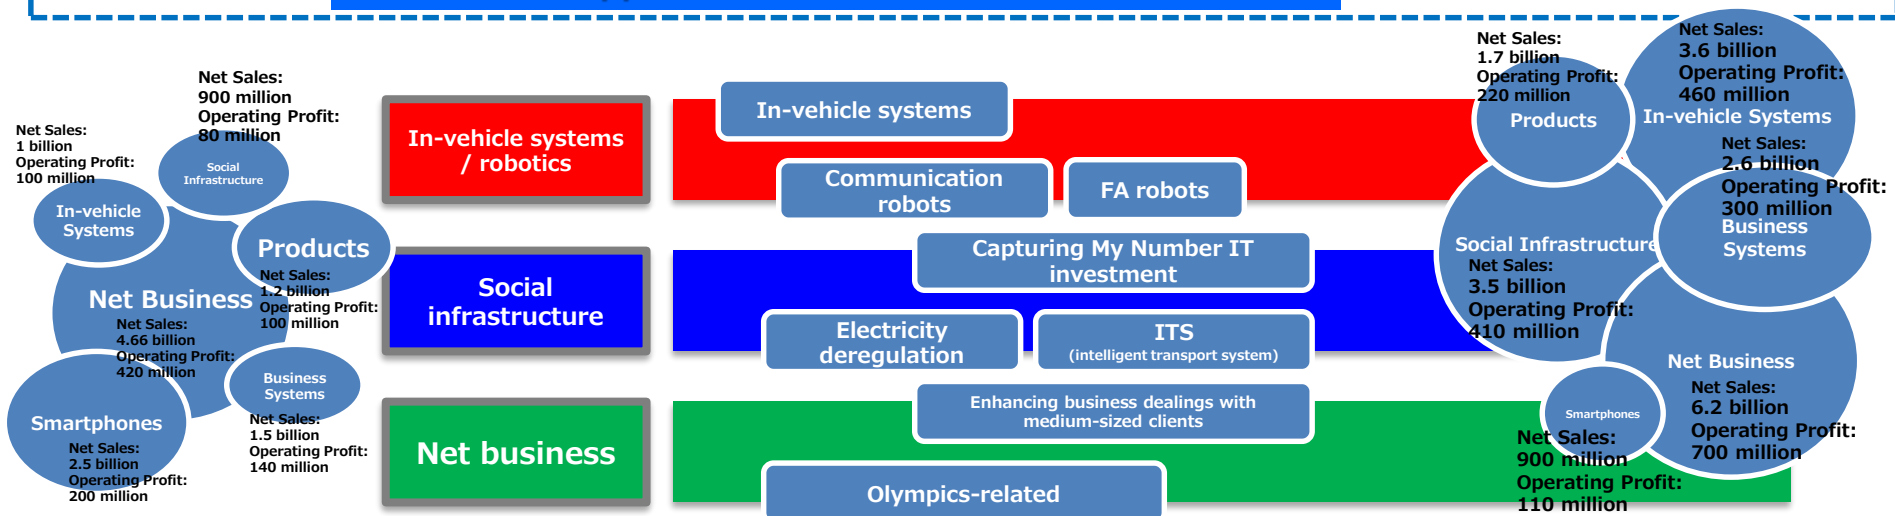 Net Sales:
900 million
Operating Profit:
80 million
Social
Infrastructure
Net Sales:
1 billion
Operating Profit:
100 million
In-vehicle
Systems
Products
Net Sales:
1.2 billion
Operating Profit:
100 million
Net Business
Net Sales:
4.66 billion
Operating Profit:
420 million
Smartphones
Net Sales:
2.5 billion
Operating Profit:
200 million
Business
Systems
Net Sales:
1.5 billion
Operating Profit:
140 million
In-vehicle systems
/ robotics
In-vehicle systems
Communication
robots
FA robots
Social
infrastructure
Capturing My Number IT
investment
Electricity
deregulation
ITS
(intelligent transport system)
Net business
Enhancing business dealings with
medium-sized clients
Olympics-related
Net Sales:
1.7 billion
Operating Profit:
220 million
Products
Net Sales:
3.6 billion
Operating Profit:
460 million
In-vehicle Systems
Net Sales:
2.6 billion
Operating Profit:
300 million
Business
Systems
Social Infrastructure
Net Sales:
3.5 billion
Operating Profit:
410 million
Net Business
Net Sales:
6.2 billion
Operating Profit:
700 million
Smartphones
Net Sales:
900 million
Operating Profit:
110 million